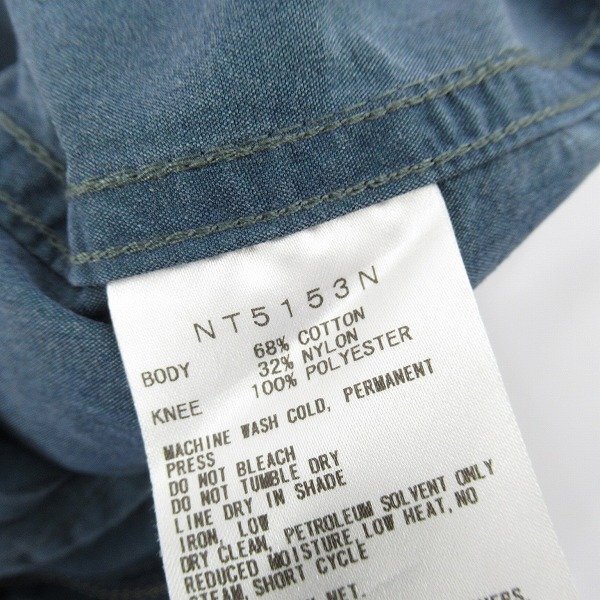 NT5153N
BODY 68% COTTON
32% NYLON
KNEE 100% POLYESTER
MACHINE WASH COLD, PERMANENT
PRESS
DO NOT BLEACH
DO NOT TUMBLE DRY
LINE DRY IN SHADE
IRON, LOW
DRY CLEAN, PETROLEUM SOLVENT ONLY
REDUCED MOISTURE, LOW HEAT, NO
STEAM, SHORT CYCLE
NET.